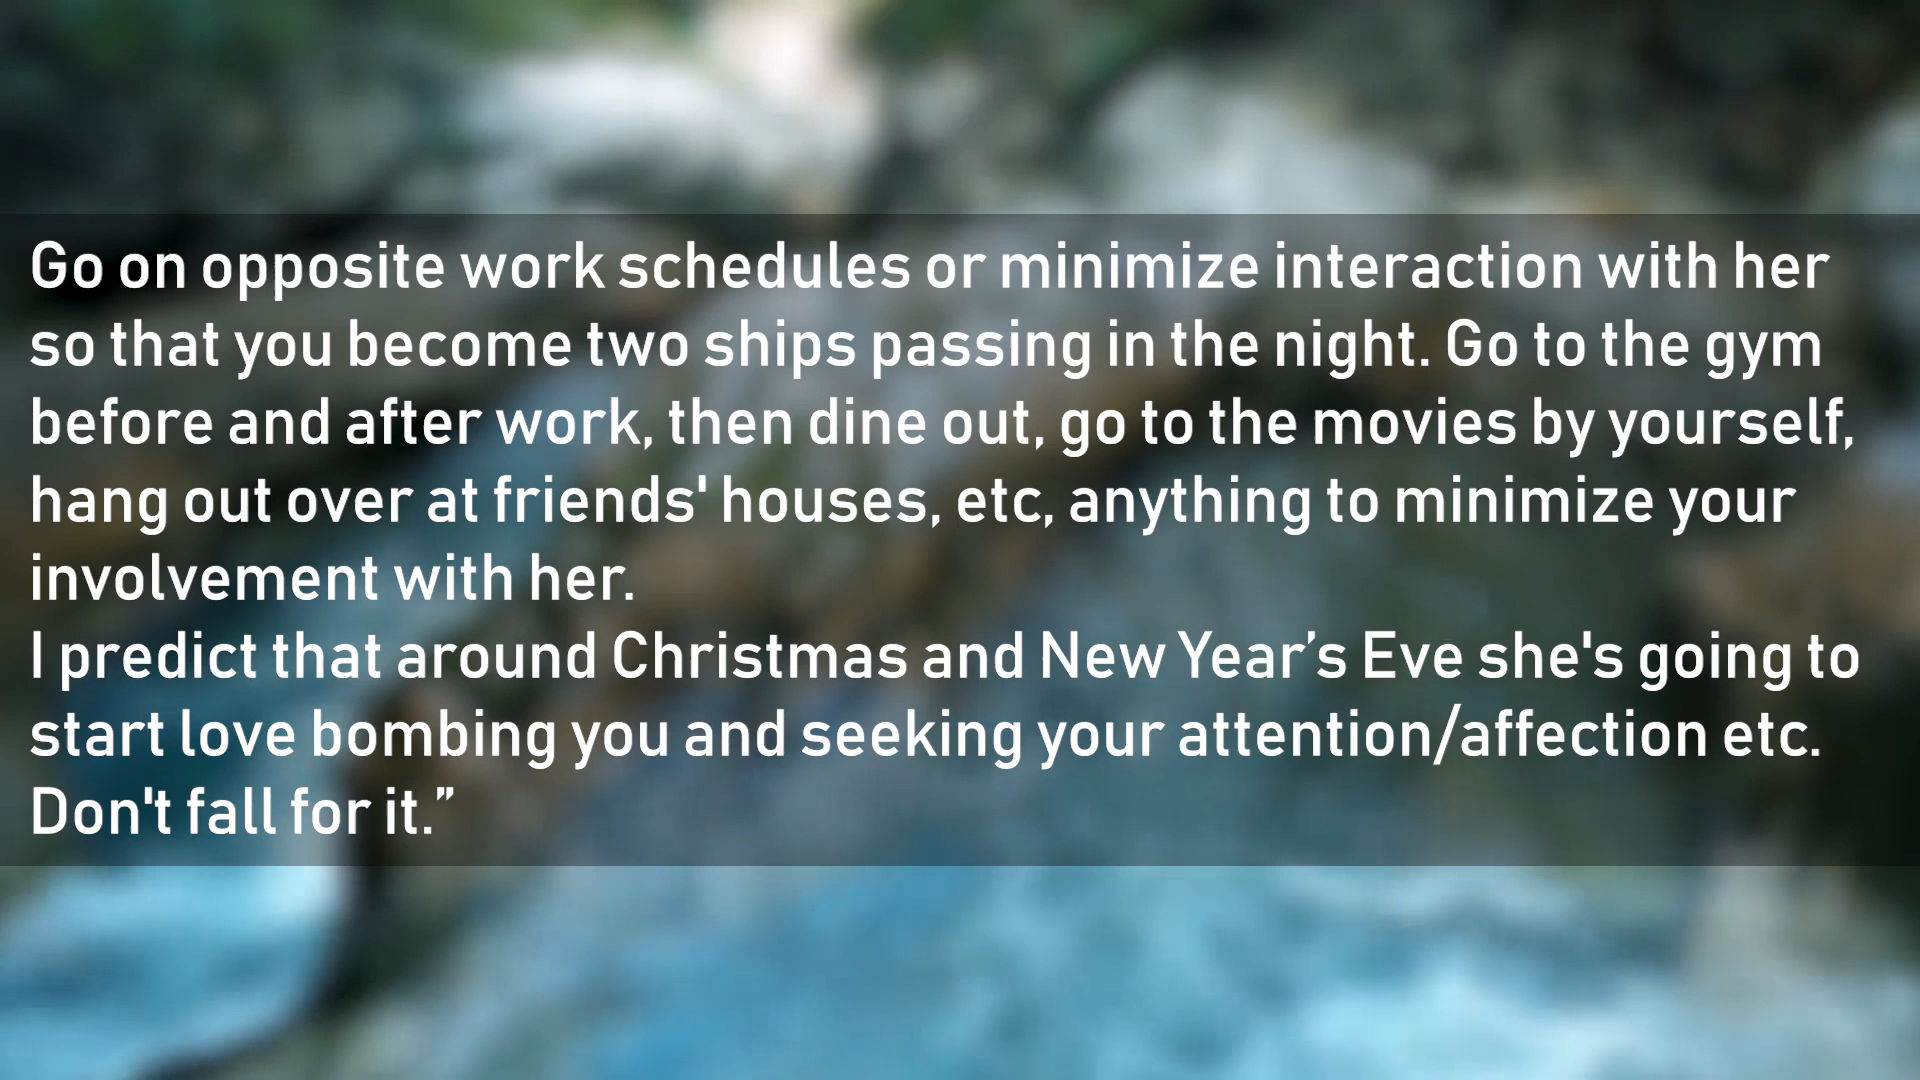 Go on opposite work schedules or minimize interaction with her
so that you become two ships passing in the night. Go to the gym
before and after work, then dine out, go to the movies by yourself,
hang out over at friends' houses, etc, anything to minimize your
involvement with her.
I predict that around Christmas and New Year’s Eve she's going to
start love bombing you and seeking your attention/affection etc.
Don't fall for it.”